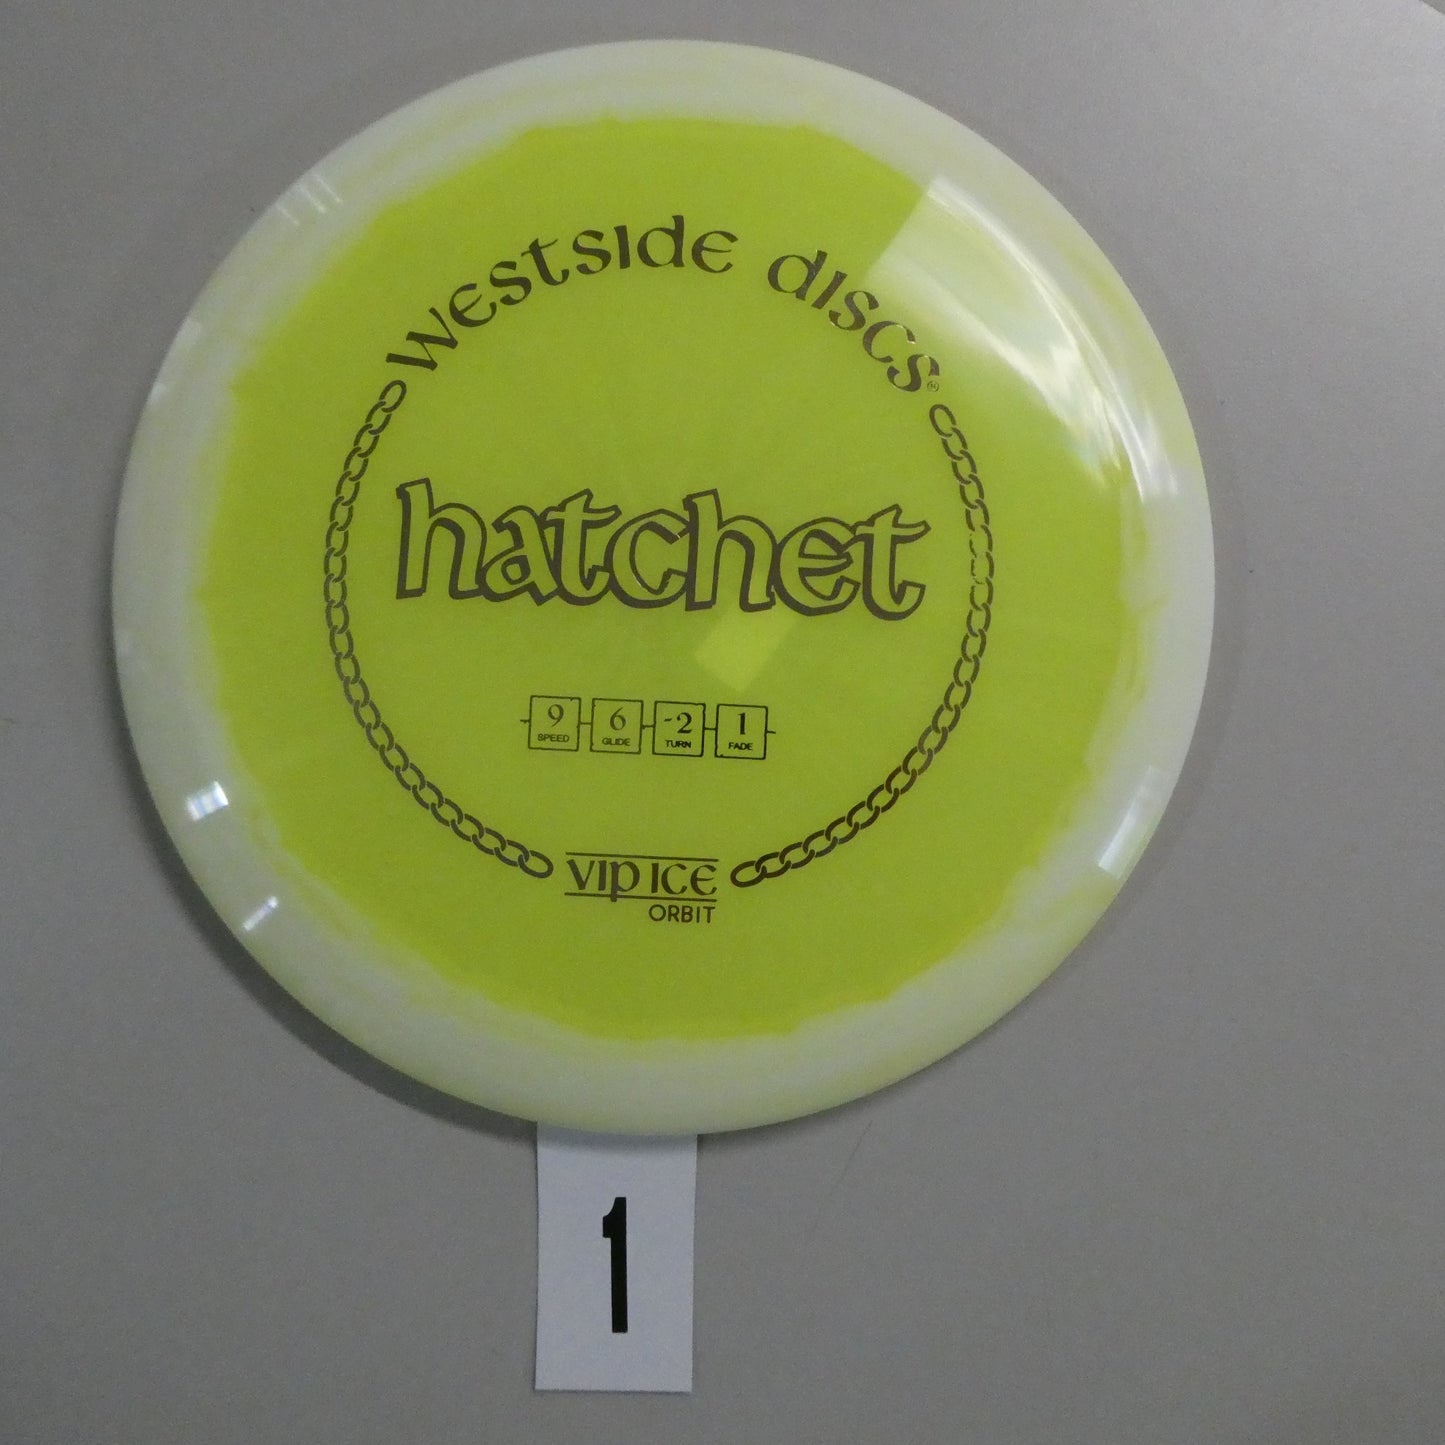 westside discs®
hatchet
9 6 -2 1
SPEED GLIDE TURN FADE
VIP ICE
ORBIT
1